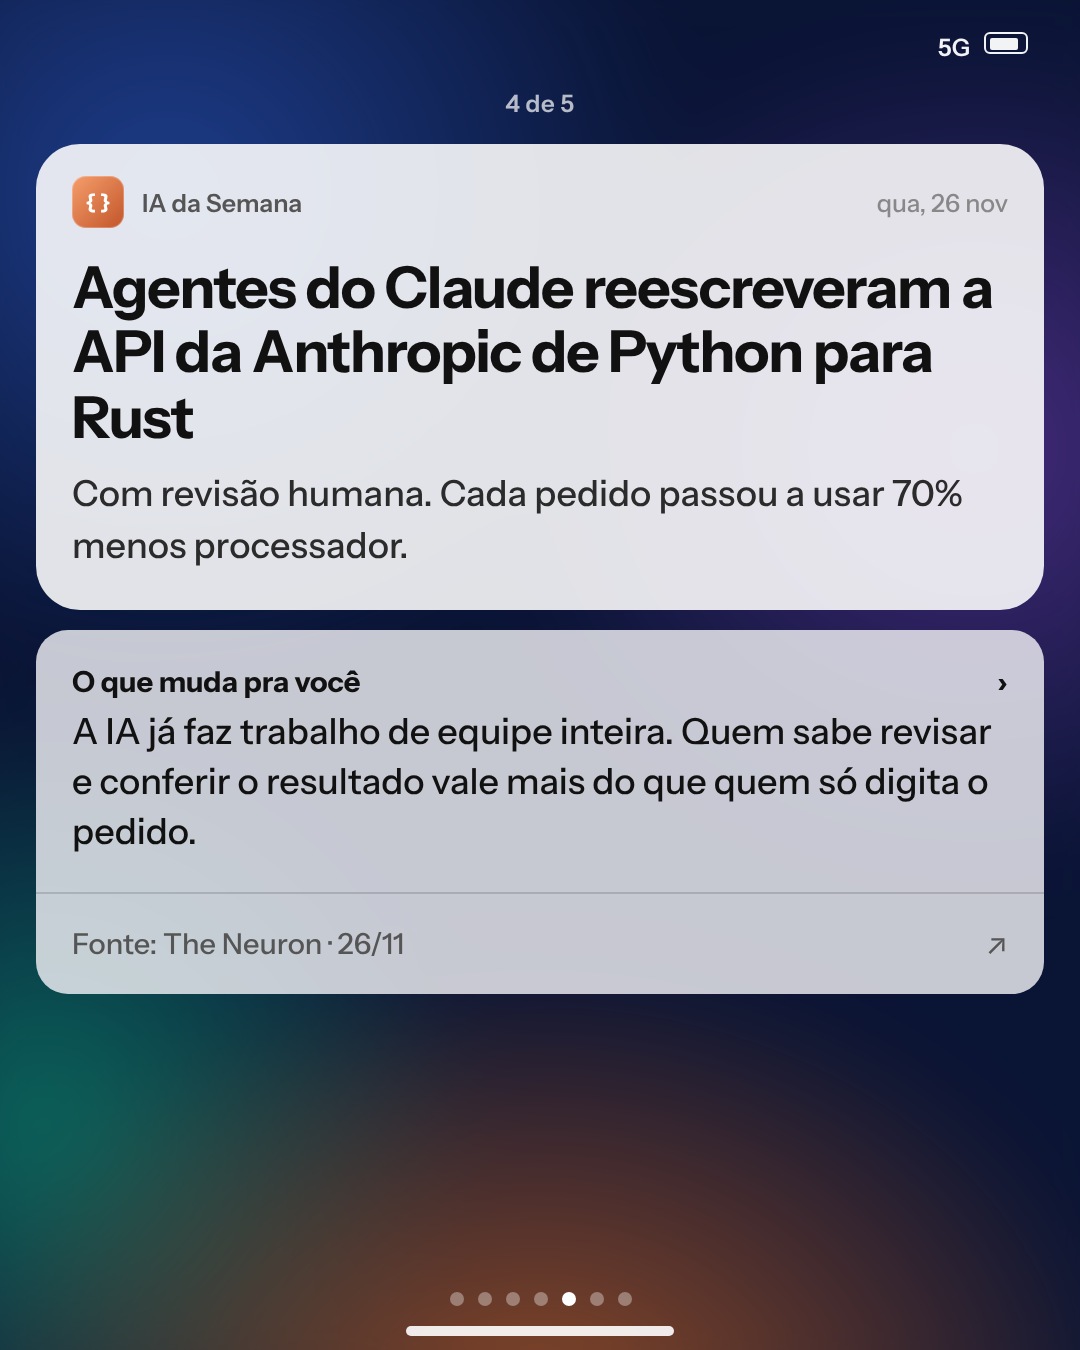 5G
4 de 5
{ } IA da Semana
qua, 26 nov
Agentes do Claude reescreveram a
API da Anthropic de Python para
Rust
Com revisão humana. Cada pedido passou a usar 70%
menos processador.
O que muda pra você ›
A IA já faz trabalho de equipe inteira. Quem sabe revisar
e conferir o resultado vale mais do que quem só digita o
pedido.
Fonte: The Neuron · 26/11